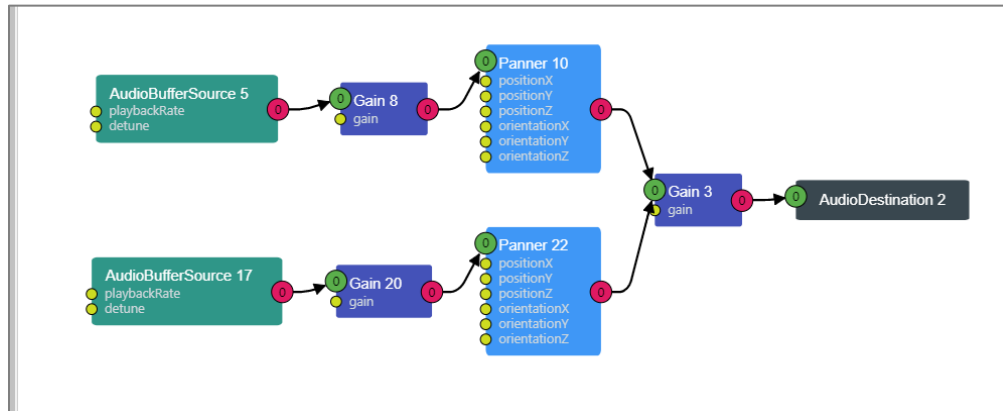 AudioBufferSource 5
playbackRate
detune
0
0
Gain 8
gain
0
0
Panner 10
positionX
positionY
positionZ
orientationX
orientationY
orientationZ
0
AudioBufferSource 17
playbackRate
detune
0
0
Gain 20
gain
0
0
Panner 22
positionX
positionY
positionZ
orientationX
orientationY
orientationZ
0
0
Gain 3
gain
0
0
AudioDestination 2